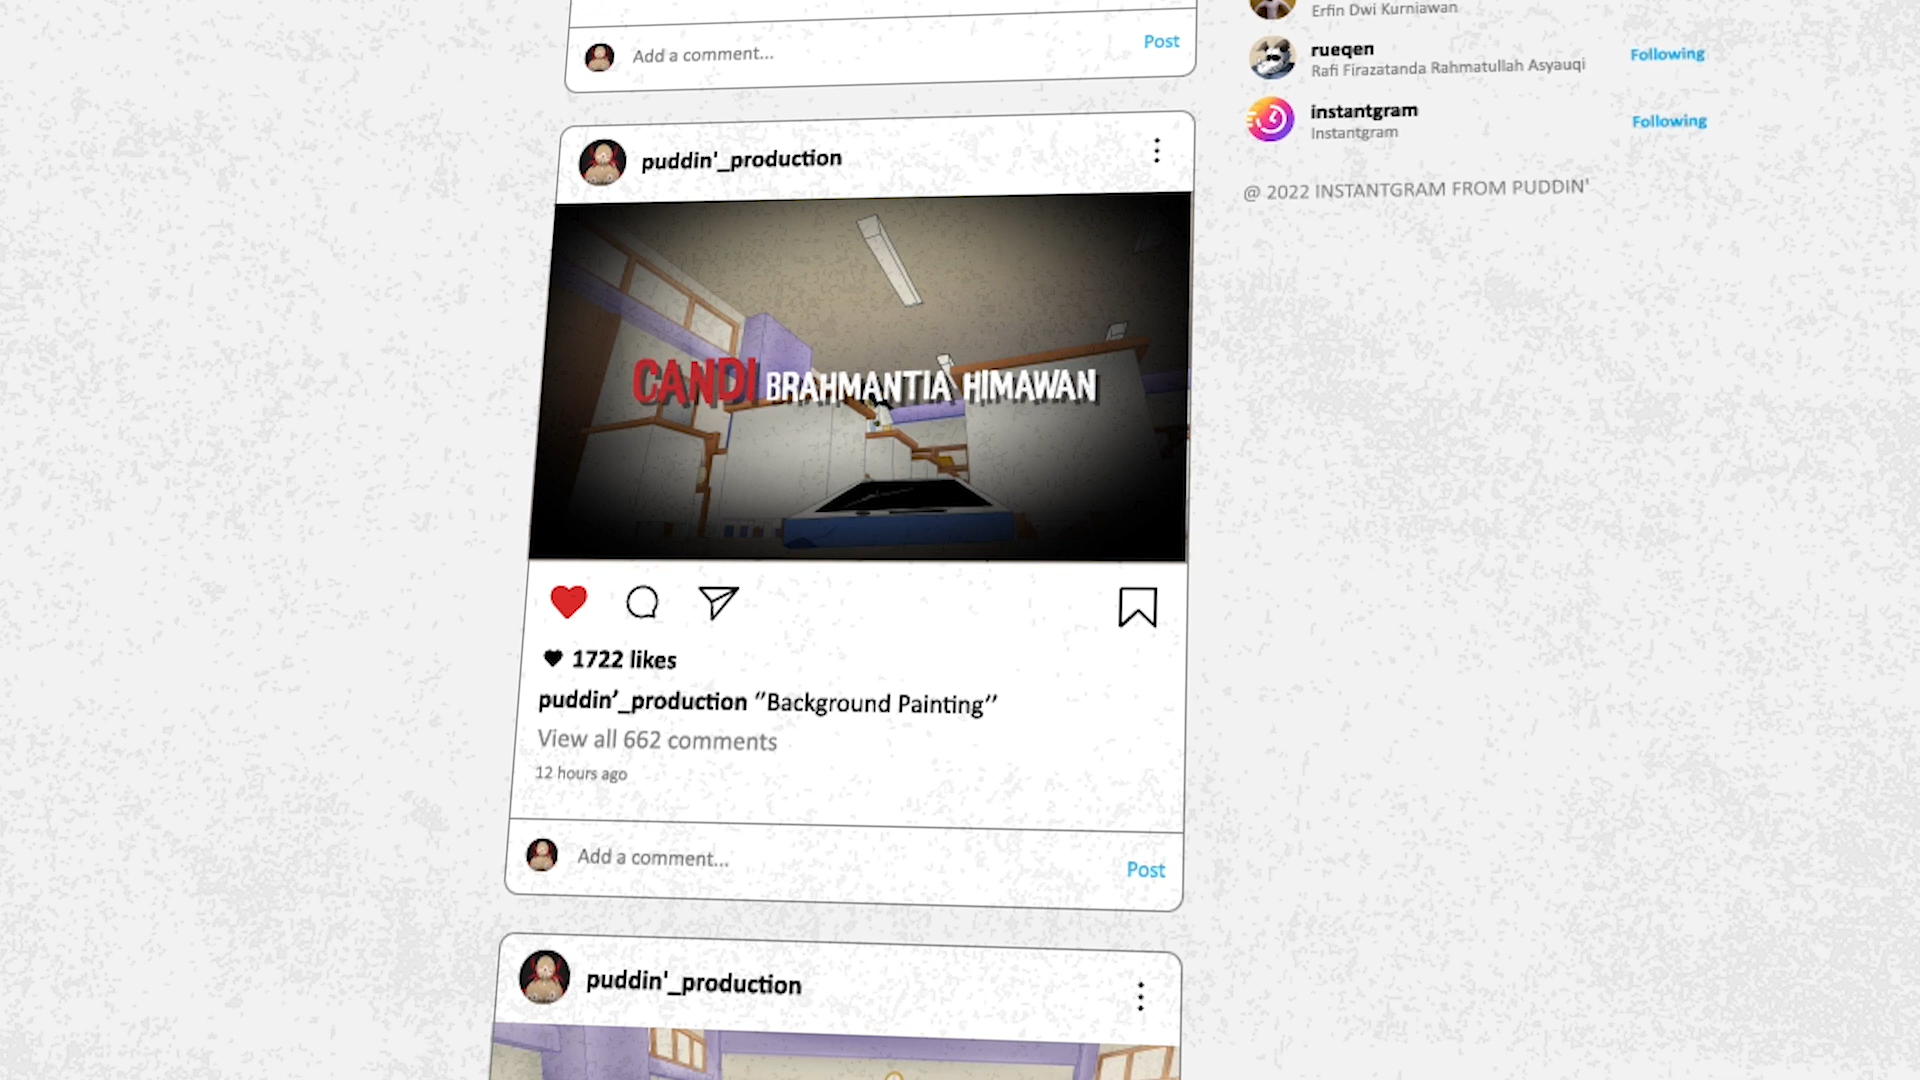 Add a comment...
Post
puddin'_production
CANDI BRAHMANTIA HIMAWAN
1722 likes
puddin’_production “Background Painting”
View all 662 comments
12 hours ago
Add a comment...
Post
puddin'_production
Erfin Dwi Kurniawan
rueqen
Rafi Firazatanda Rahmatullah Asyauqi
Following
instantgram
Instantgram
Following
@ 2022 INSTANTGRAM FROM PUDDIN'